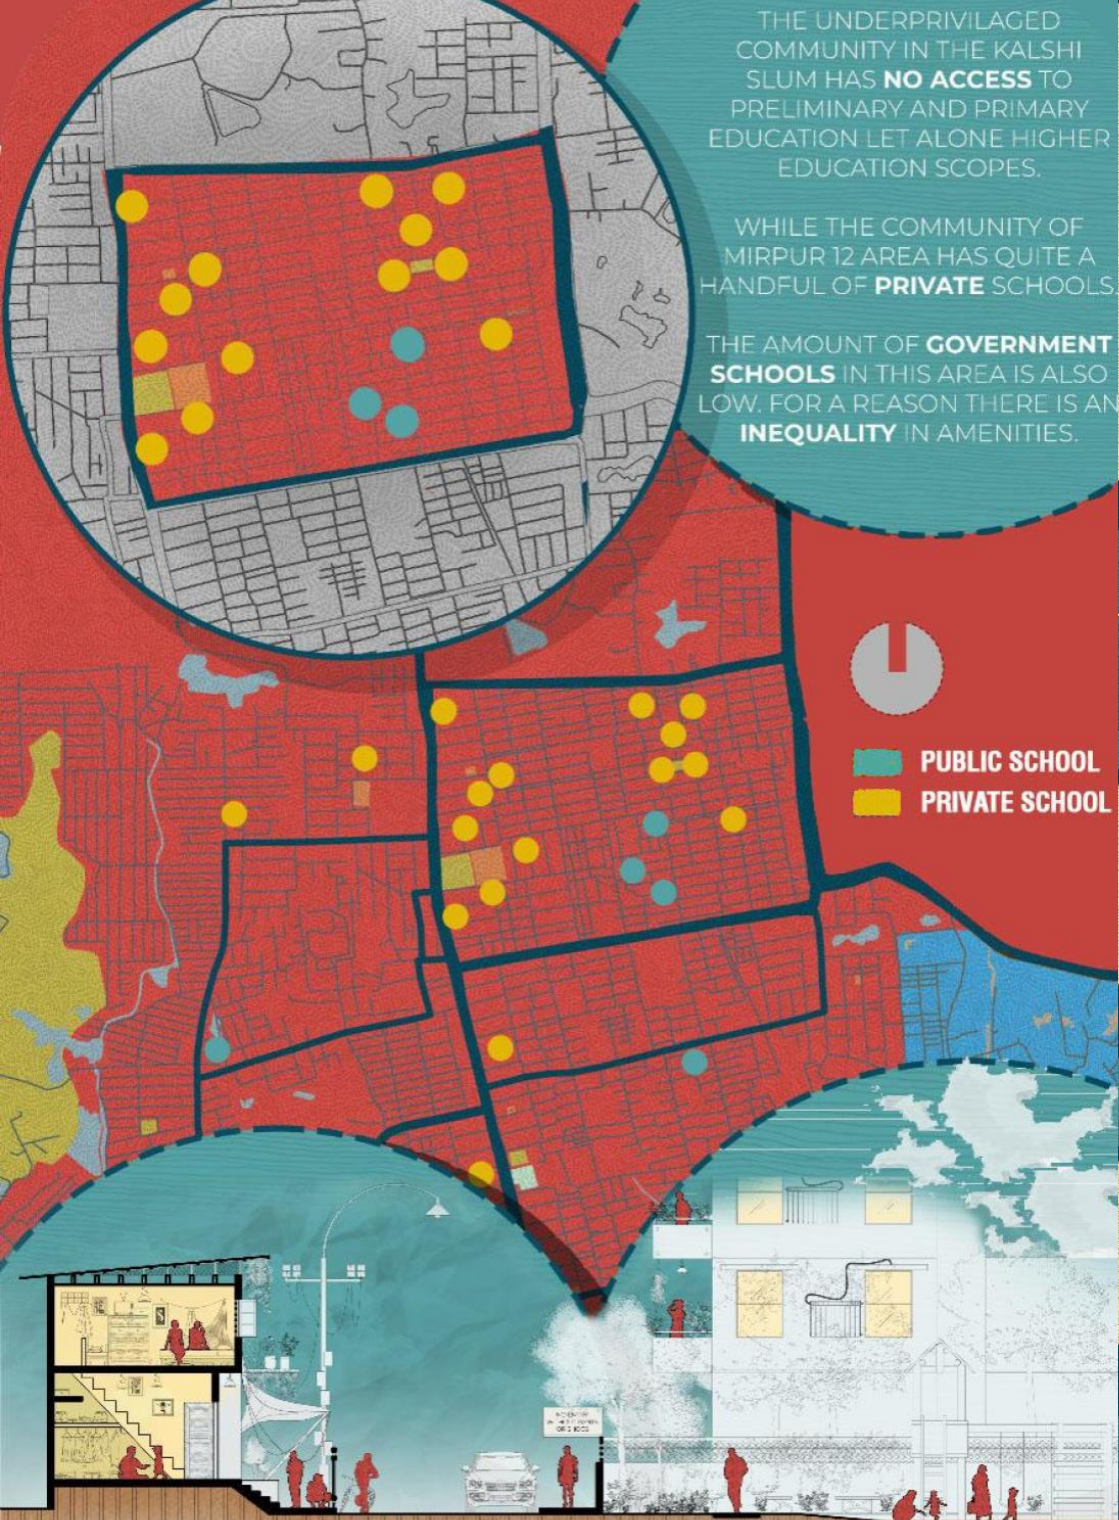 THE UNDERPRIVILAGED
COMMUNITY IN THE KALSHI
SLUM HAS NO ACCESS TO
PRELIMINARY AND PRIMARY
EDUCATION LET ALONE HIGHER
EDUCATION SCOPES.
WHILE THE COMMUNITY OF
MIRPUR 12 AREA HAS QUITE A
HANDFUL OF PRIVATE SCHOOLS.
THE AMOUNT OF GOVERNMENT
SCHOOLS IN THIS AREA IS ALSO
LOW. FOR A REASON THERE IS AN
INEQUALITY IN AMENITIES.
PUBLIC SCHOOL
PRIVATE SCHOOL